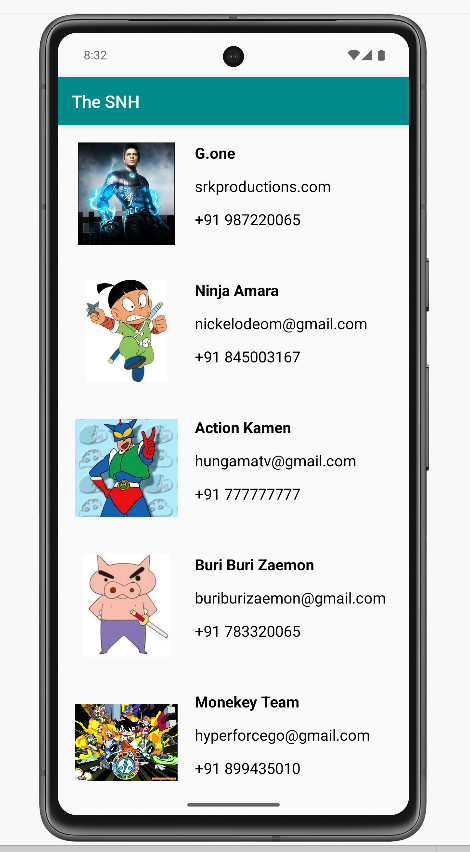 8:32
The SNH
G.one
srkproductions.com
+91 987220065
Ninja Amara
nickelodeom@gmail.com
+91 845003167
Action Kamen
hungamatv@gmail.com
+91 777777777
Buri Buri Zaemon
buriburizaemon@gmail.com
+91 783320065
Monekey Team
hyperforcego@gmail.com
+91 899435010